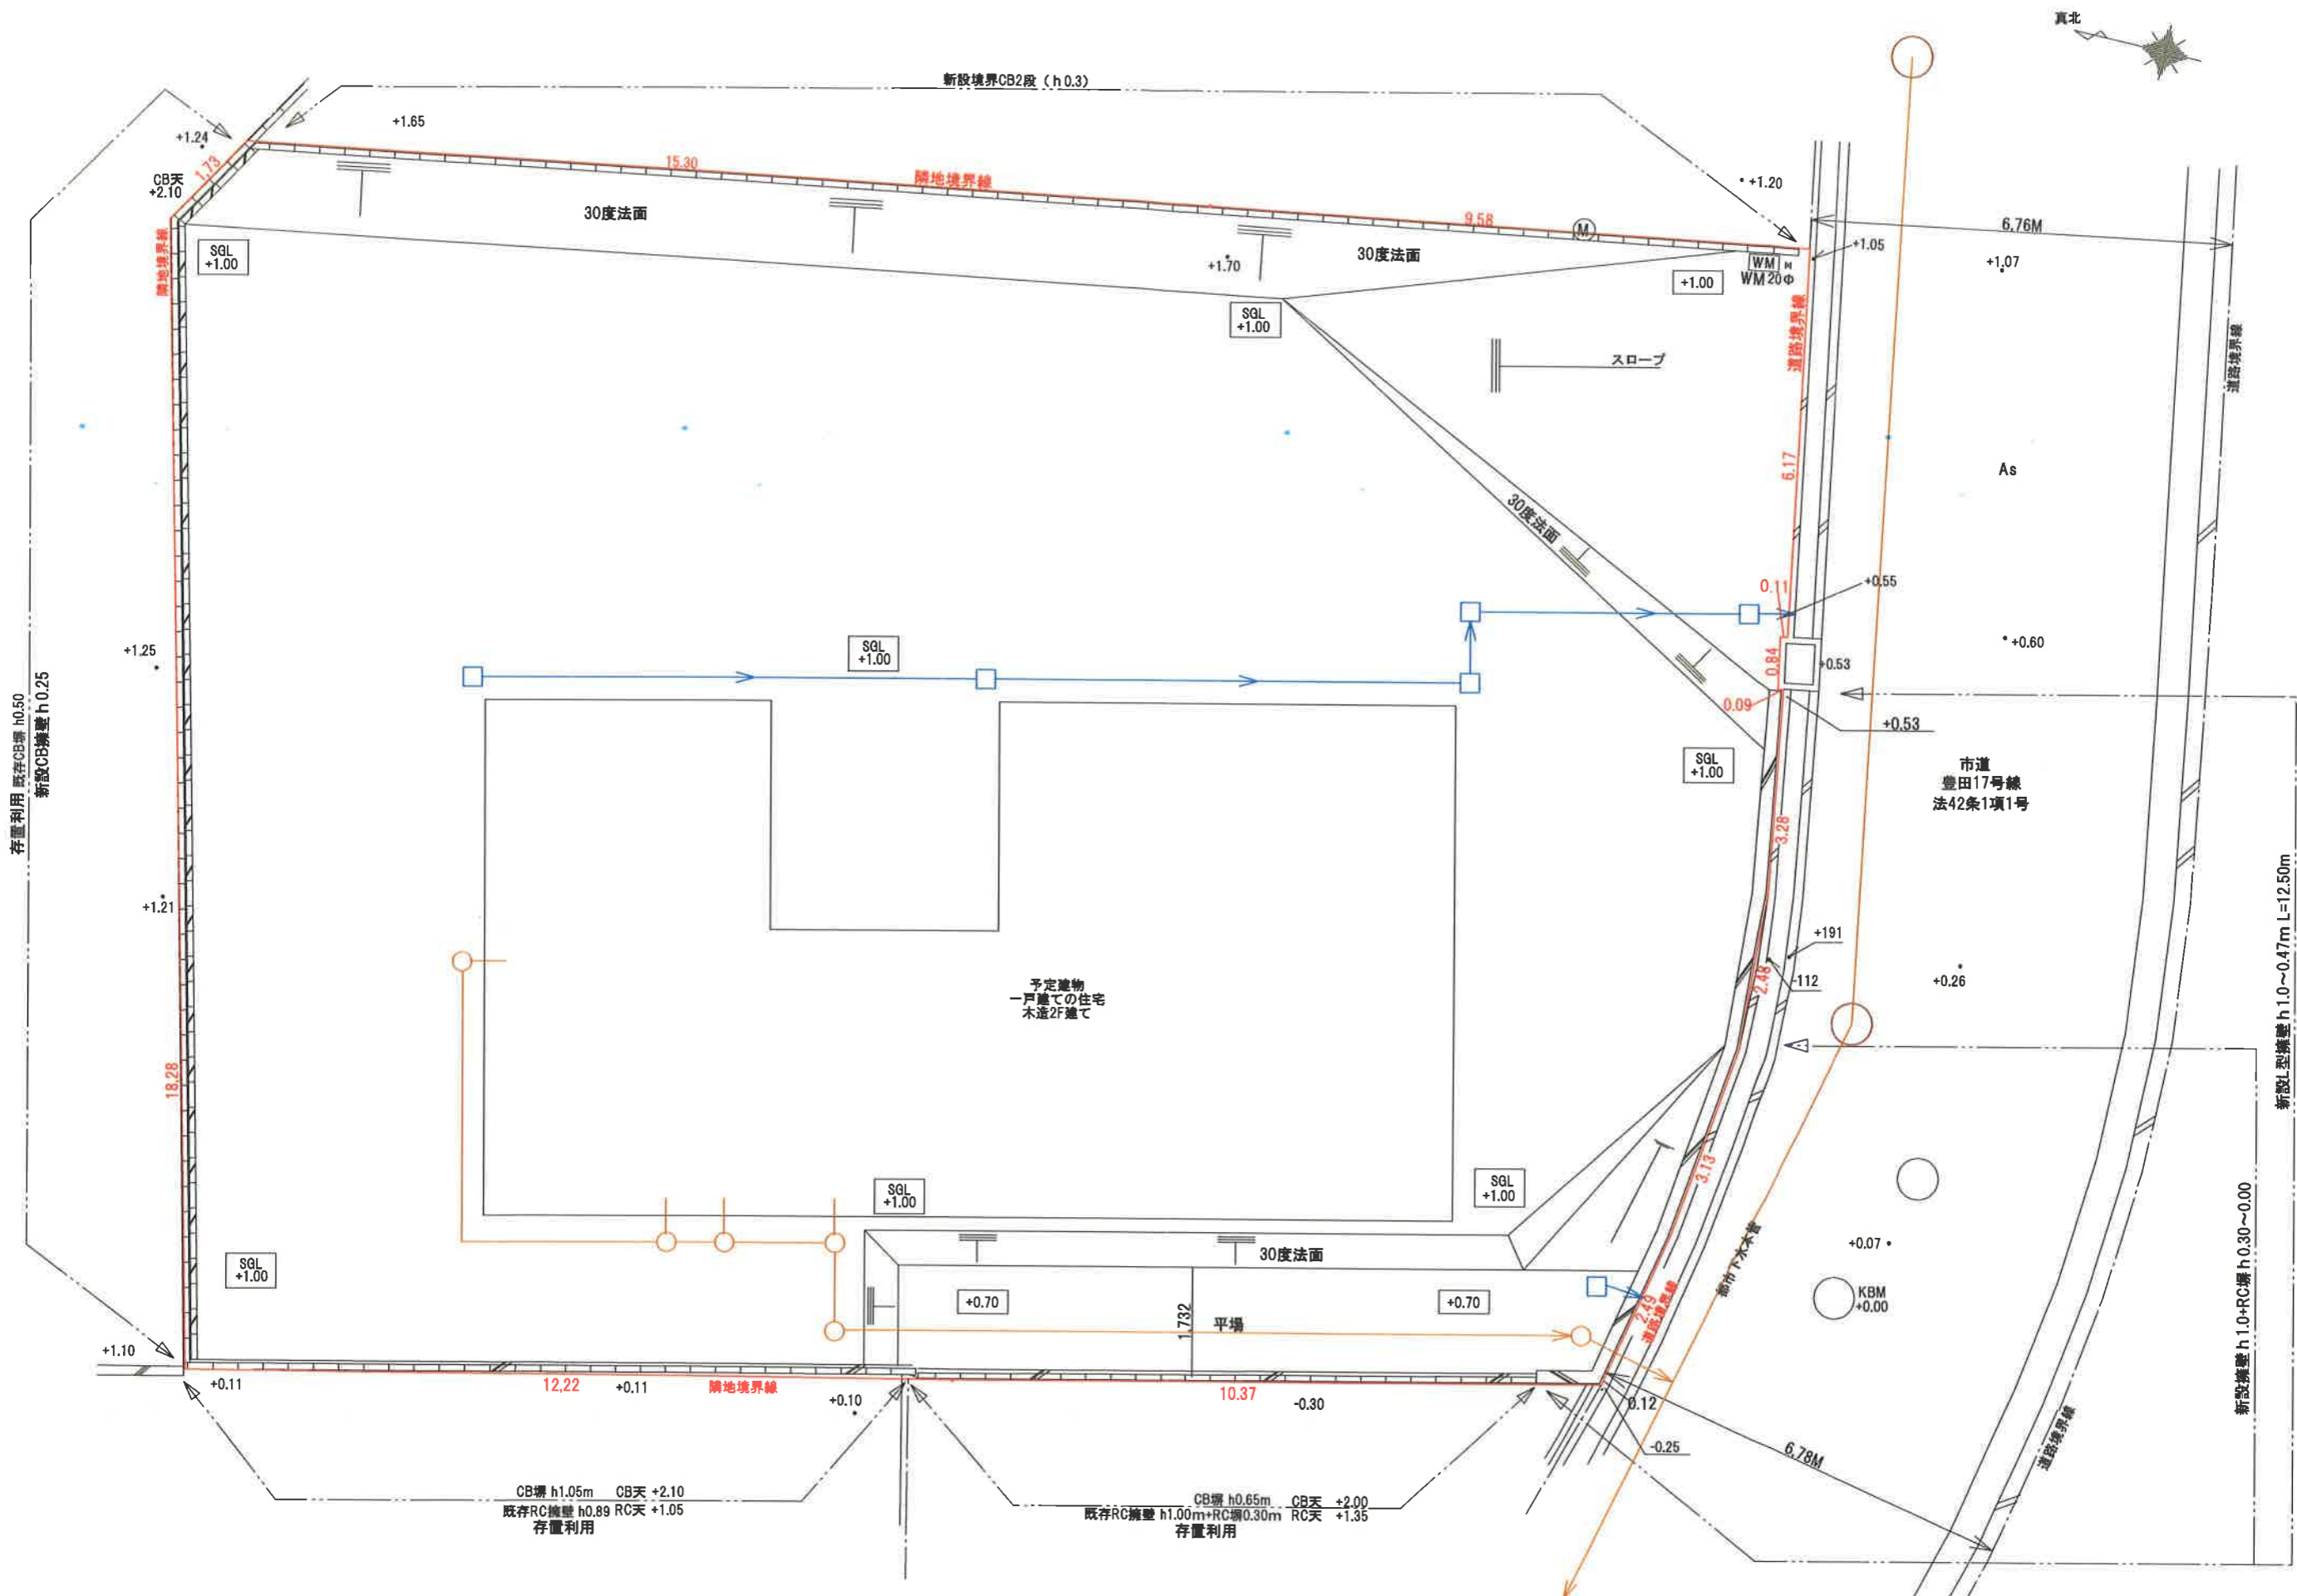 真北
新設境界CB2段（h0.3）
+1.65
+1.24
1,73
CB天
+2.10
15.30
隣地境界線
+1.20
9.58
M
6,76M
+1.05
+1.07
30度法面
30度法面
隣地境界線
SGL
+1.00
+1.70
WM
WM20Φ
+1.00
SGL
+1.00
道路境界線
道路境界線
スロープ
6.17
As
30度法面
0.11
+0.55
+0.60
0.84
+0.53
0.09
+0.53
+1.25
SGL
+1.00
存置利用 既存CB塀 h0.50
新設CB擁壁 h0.25
SGL
+1.00
市道
豊田17号線
法42条1項1号
3.28
+1.21
+191
2.48
-112
+0.26
予定建物
一戸建ての住宅
木造2F建て
新設L型擁壁 h1.0～0.47m L=12.50m
18,28
3.13
SGL
+1.00
SGL
+1.00
都市下水本管
+0.07
新設擁壁 h1.0+RC塀 h0.30～0.00
SGL
+1.00
30度法面
KBM
+0.00
+0.70
+0.70
1,732
平場
2.49
道路境界線
+1.10
+0.11
12,22
+0.11
隣地境界線
+0.10
10.37
-0.30
0.12
-0.25
6,78M
道路境界線
CB塀 h1.05m CB天 +2.10
既存RC擁壁 h0.89 RC天 +1.05
存置利用
CB塀 h0.65m CB天 +2.00
既存RC擁壁 h1.00m+RC塀0.30m RC天 +1.35
存置利用